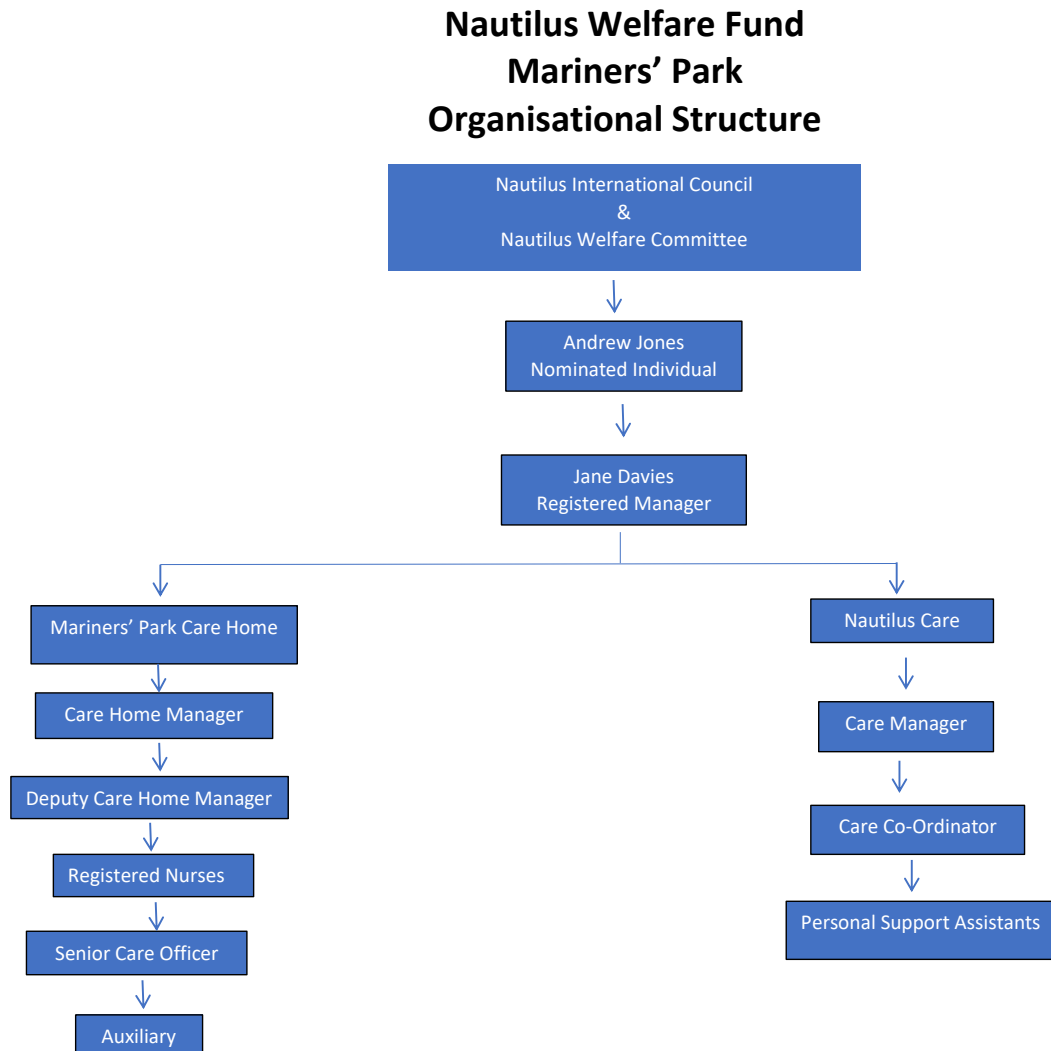 Nautilus Welfare Fund
Mariners’ Park
Organisational Structure
Nautilus International Council
&
Nautilus Welfare Committee
Andrew Jones
Nominated Individual
Jane Davies
Registered Manager
Mariners’ Park Care Home
Care Home Manager
Deputy Care Home Manager
Registered Nurses
Senior Care Officer
Auxiliary
Nautilus Care
Care Manager
Care Co-Ordinator
Personal Support Assistants